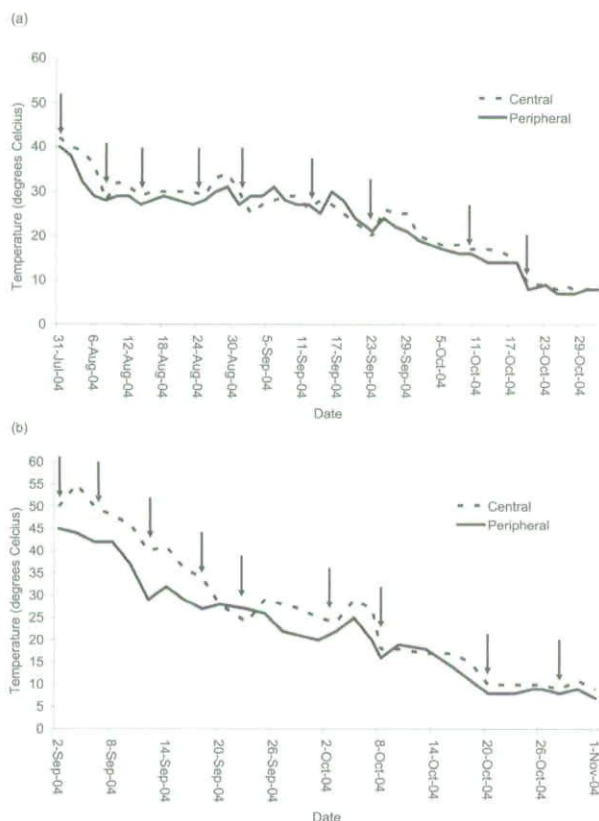 (a)
Temperature (degrees Celcius)
60
50
40
30
20
10
0
Central
Peripheral
31-Jul-04
6-Aug-04
12-Aug-04
18-Aug-04
24-Aug-04
30-Aug-04
5-Sep-04
11-Sep-04
17-Sep-04
23-Sep-04
29-Sep-04
5-Oct-04
11-Oct-04
17-Oct-04
23-Oct-04
29-Oct-04
Date
(b)
Temperature (degrees Celcius)
60
55
50
45
40
35
30
25
20
15
10
5
0
Central
Peripheral
2-Sep-04
8-Sep-04
14-Sep-04
20-Sep-04
26-Sep-04
2-Oct-04
8-Oct-04
14-Oct-04
20-Oct-04
26-Oct-04
1-Nov-04
Date